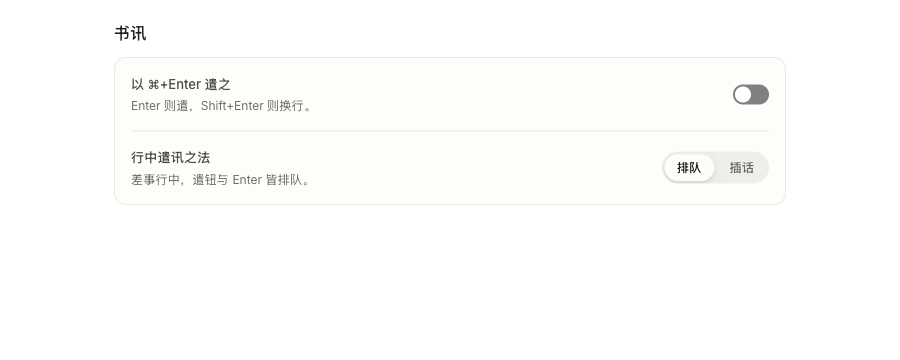 书讯
以 ⌘+Enter 遣之
Enter 则遣，Shift+Enter 则换行。
行中遣讯之法
差事行中，遣钮与 Enter 皆排队。
排队
插话